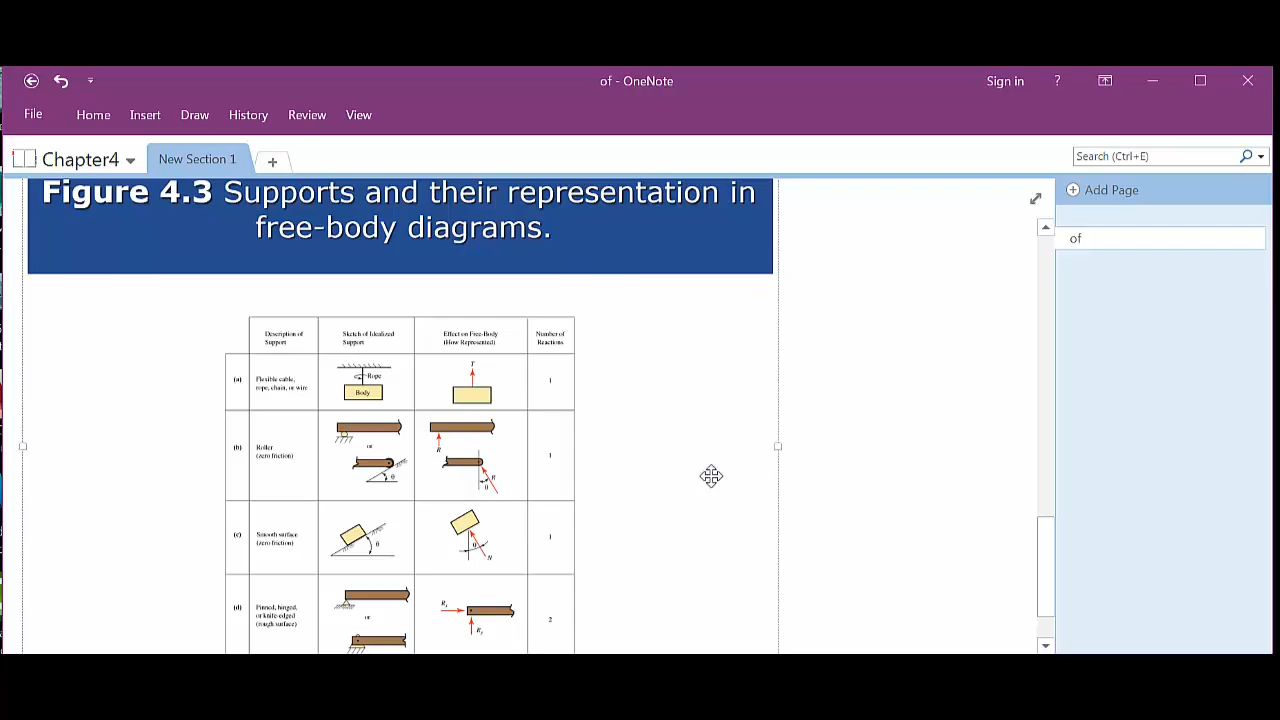 of - OneNote
Sign in
?
File
Home
Insert
Draw
History
Review
View
Chapter4
New Section 1
+
Search (Ctrl+E)
Add Page
of
Figure 4.3 Supports and their representation in
free-body diagrams.
Description of
Support
Sketch of Idealized
Support
Effect on Free-Body
(How Represented)
Number of
Reactions
(a)
Flexible cable,
rope, chain, or wire
Rope
Body
T
1
(b)
Roller
(zero friction)
or
θ
R
R
θ
1
(c)
Smooth surface
(zero friction)
θ
θ
N
1
(d)
Pinned, hinged,
or knife-edged
(rough surface)
or
Rx
Ry
2